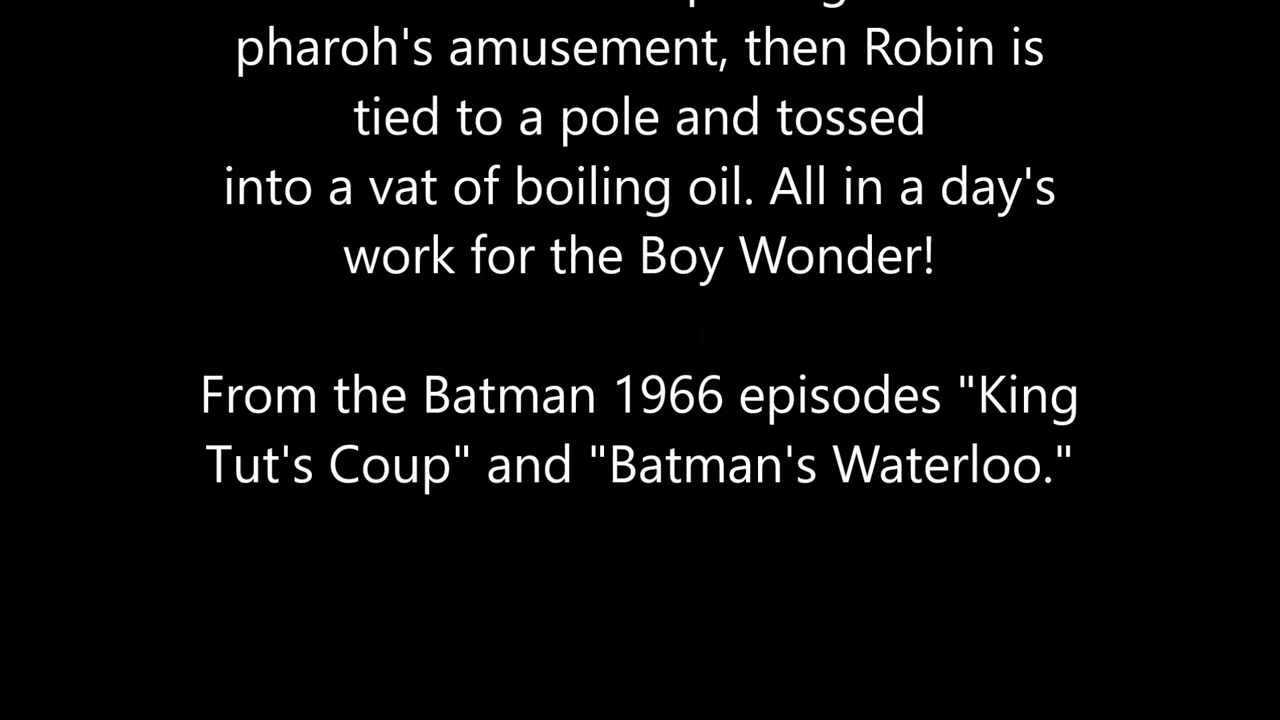 pharoh's amusement, then Robin is
tied to a pole and tossed
into a vat of boiling oil. All in a day's
work for the Boy Wonder!
From the Batman 1966 episodes "King
Tut's Coup" and "Batman's Waterloo."